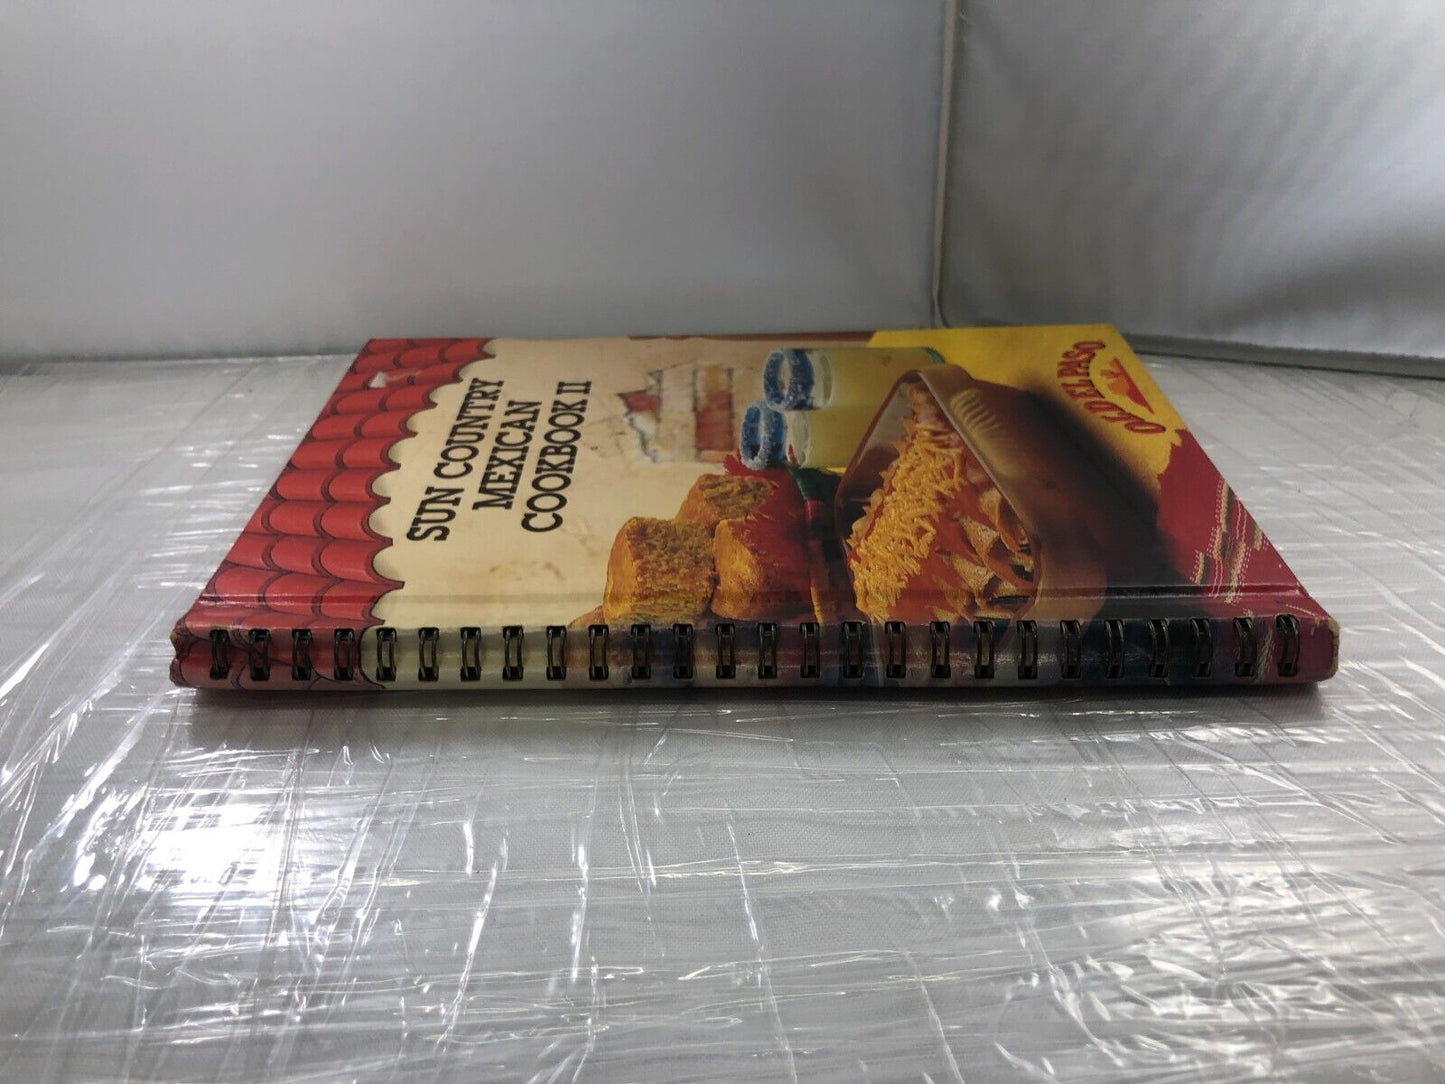 SUN COUNTRY
MEXICAN
COOKBOOK II
OLD EL PASO